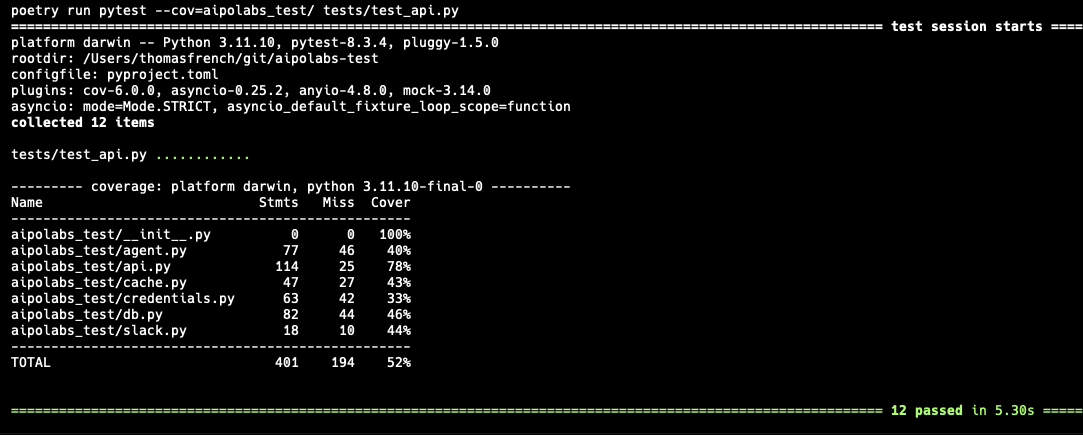 poetry run pytest --cov=aipolabs_test/ tests/test_api.py
============================================================================================================= test session starts ====
platform darwin -- Python 3.11.10, pytest-8.3.4, pluggy-1.5.0
rootdir: /Users/thomasfrench/git/aipolabs-test
configfile: pyproject.toml
plugins: cov-6.0.0, asyncio-0.25.2, anyio-4.8.0, mock-3.14.0
asyncio: mode=Mode.STRICT, asyncio_default_fixture_loop_scope=function
collected 12 items
tests/test_api.py ............
--------- coverage: platform darwin, python 3.11.10-final-0 ----------
Name                           Stmts   Miss  Cover
--------------------------------------------------
aipolabs_test/__init__.py          0      0   100%
aipolabs_test/agent.py            77     46    40%
aipolabs_test/api.py             114     25    78%
aipolabs_test/cache.py            47     27    43%
aipolabs_test/credentials.py      63     42    33%
aipolabs_test/db.py               82     44    46%
aipolabs_test/slack.py            18     10    44%
--------------------------------------------------
TOTAL                            401    194    52%
============================================================================================================= 12 passed in 5.30s =====